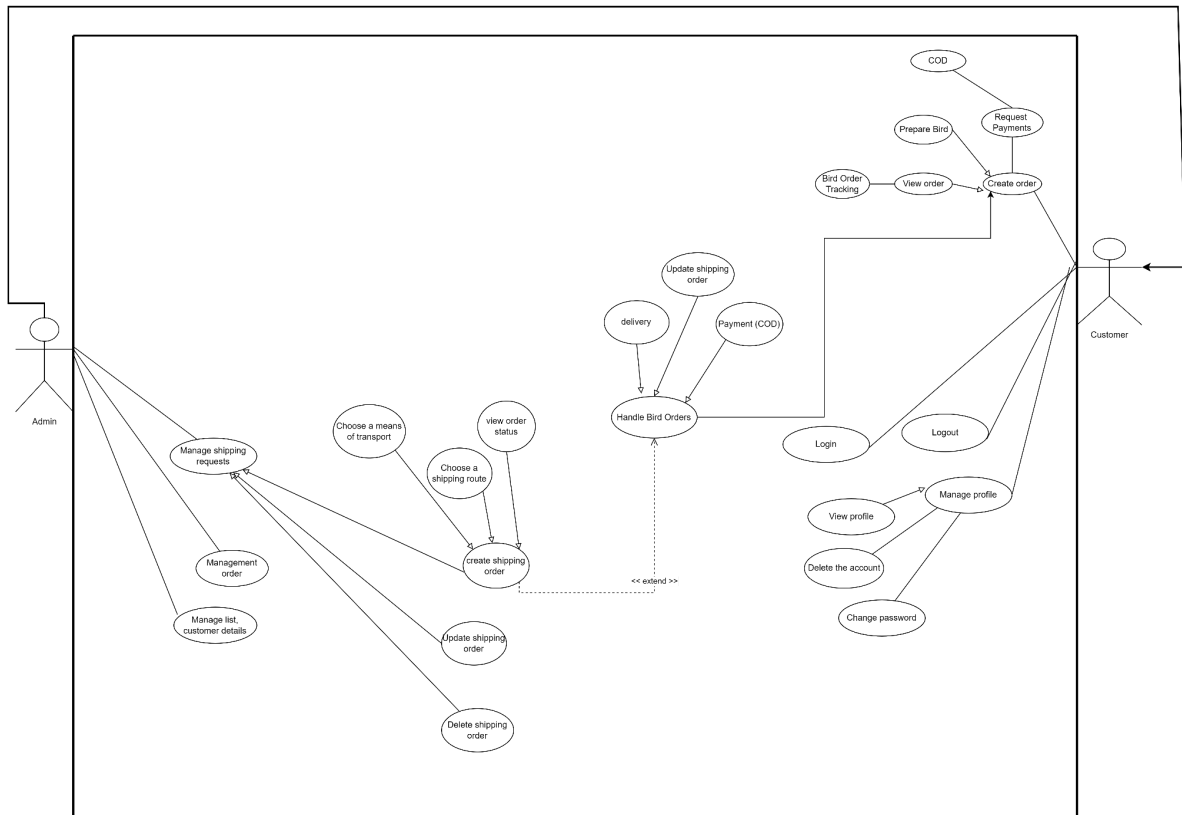 COD
Request
Payments
Prepare Bird
Bird Order
Tracking
View order
Create order
Update shipping
order
delivery
Payment (COD)
Customer
Admin
Handle Bird Orders
Choose a means
of transport
view order
status
Login
Logout
Manage shipping
requests
Choose a
shipping route
Manage profile
View profile
create shipping
order
Management
order
Delete the account
<< extend >>
Manage list,
customer details
Change password
Update shipping
order
Delete shipping
order